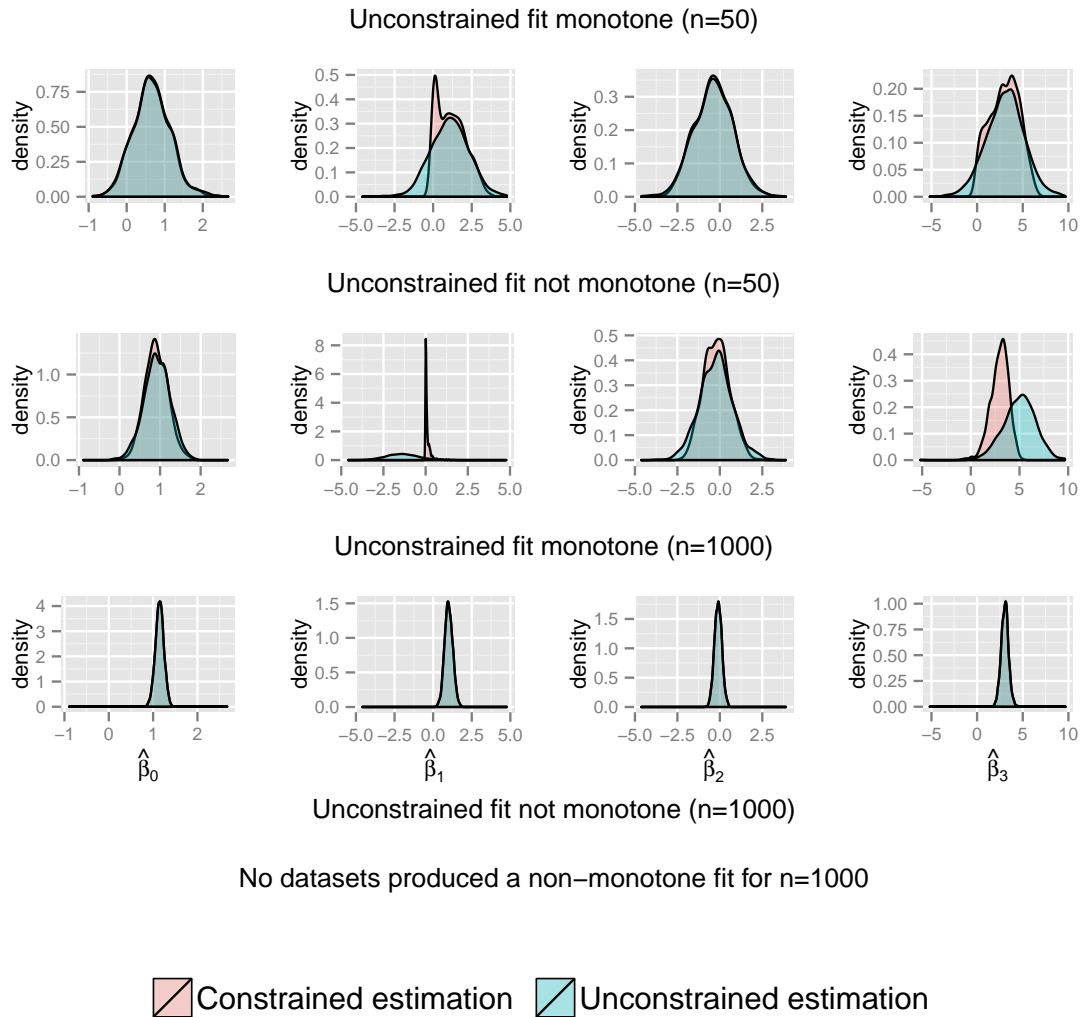 Unconstrained fit monotone (n=50)
density
0.75
0.50
0.25
0.00
−1 0 1 2
density
0.5
0.4
0.3
0.2
0.1
0.0
−5.0 −2.5 0.0 2.5 5.0
density
0.3
0.2
0.1
0.0
−5.0 −2.5 0.0 2.5
density
0.20
0.15
0.10
0.05
0.00
−5 0 5 10
Unconstrained fit not monotone (n=50)
density
1.0
0.5
0.0
−1 0 1 2
density
8
6
4
2
0
−5.0 −2.5 0.0 2.5 5.0
density
0.5
0.4
0.3
0.2
0.1
0.0
−5.0 −2.5 0.0 2.5
density
0.4
0.3
0.2
0.1
0.0
−5 0 5 10
Unconstrained fit monotone (n=1000)
density
4
3
2
1
0
−1 0 1 2
β̂₀
density
1.5
1.0
0.5
0.0
−5.0 −2.5 0.0 2.5 5.0
β̂₁
density
1.5
1.0
0.5
0.0
−5.0 −2.5 0.0 2.5
β̂₂
density
1.00
0.75
0.50
0.25
0.00
−5 0 5 10
β̂₃
Unconstrained fit not monotone (n=1000)
No datasets produced a non−monotone fit for n=1000
Constrained estimation Unconstrained estimation